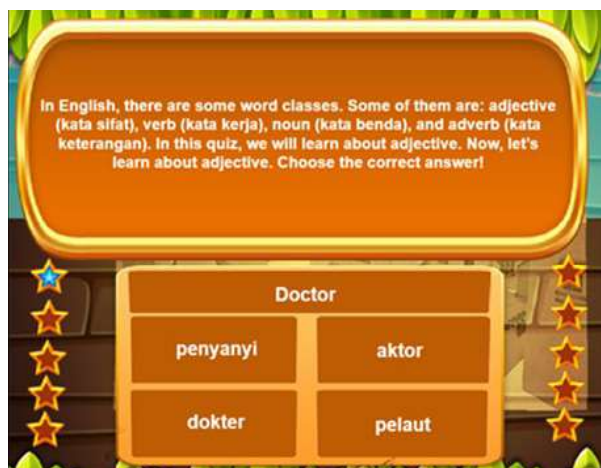 In English, there are some word classes. Some of them are: adjective
(kata sifat), verb (kata kerja), noun (kata benda), and adverb (kata
keterangan). In this quiz, we will learn about adjective. Now, let's
learn about adjective. Choose the correct answer!
Doctor
penyanyi
aktor
dokter
pelaut